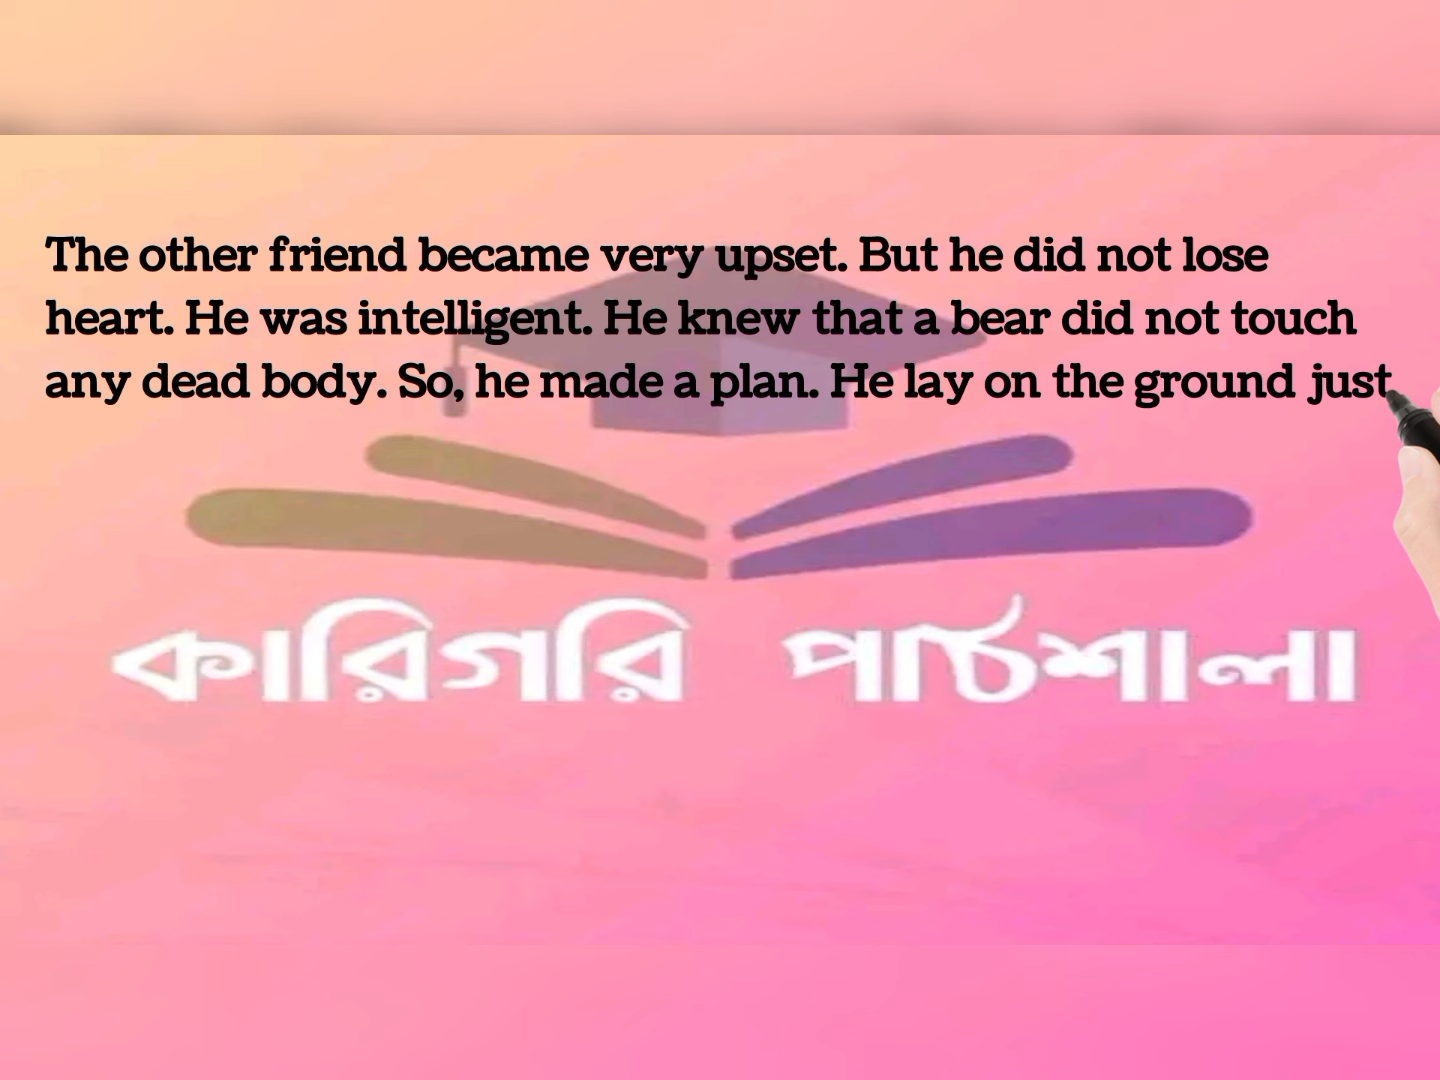 The other friend became very upset. But he did not lose
heart. He was intelligent. He knew that a bear did not touch
any dead body. So, he made a plan. He lay on the ground just
কারিগরি পাঠশালা